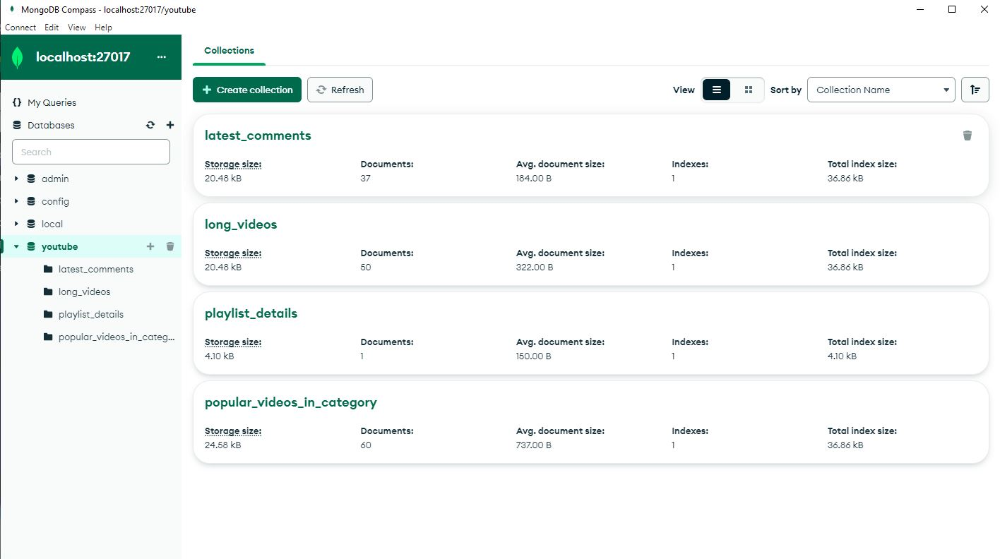 MongoDB Compass - localhost:27017/youtube
Connect Edit View Help
localhost:27017 ...
{} My Queries
Databases
Search
admin
config
local
youtube
latest_comments
long_videos
playlist_details
popular_videos_in_categ...
Collections
Create collection Refresh View Sort by Collection Name
latest_comments
Storage size: Documents: Avg. document size: Indexes: Total index size:
20.48 kB 37 184.00 B 1 36.86 kB
long_videos
Storage size: Documents: Avg. document size: Indexes: Total index size:
20.48 kB 50 322.00 B 1 36.86 kB
playlist_details
Storage size: Documents: Avg. document size: Indexes: Total index size:
4.10 kB 1 150.00 B 1 4.10 kB
popular_videos_in_category
Storage size: Documents: Avg. document size: Indexes: Total index size:
24.58 kB 60 737.00 B 1 36.86 kB